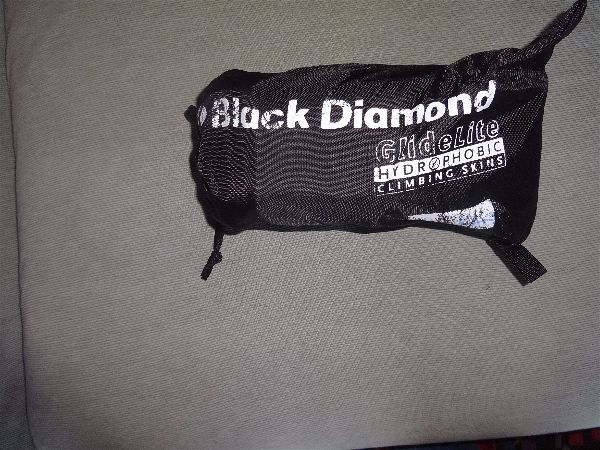 Black Diamond
GlideLite
HYDROPHOBIC
CLIMBING SKINS